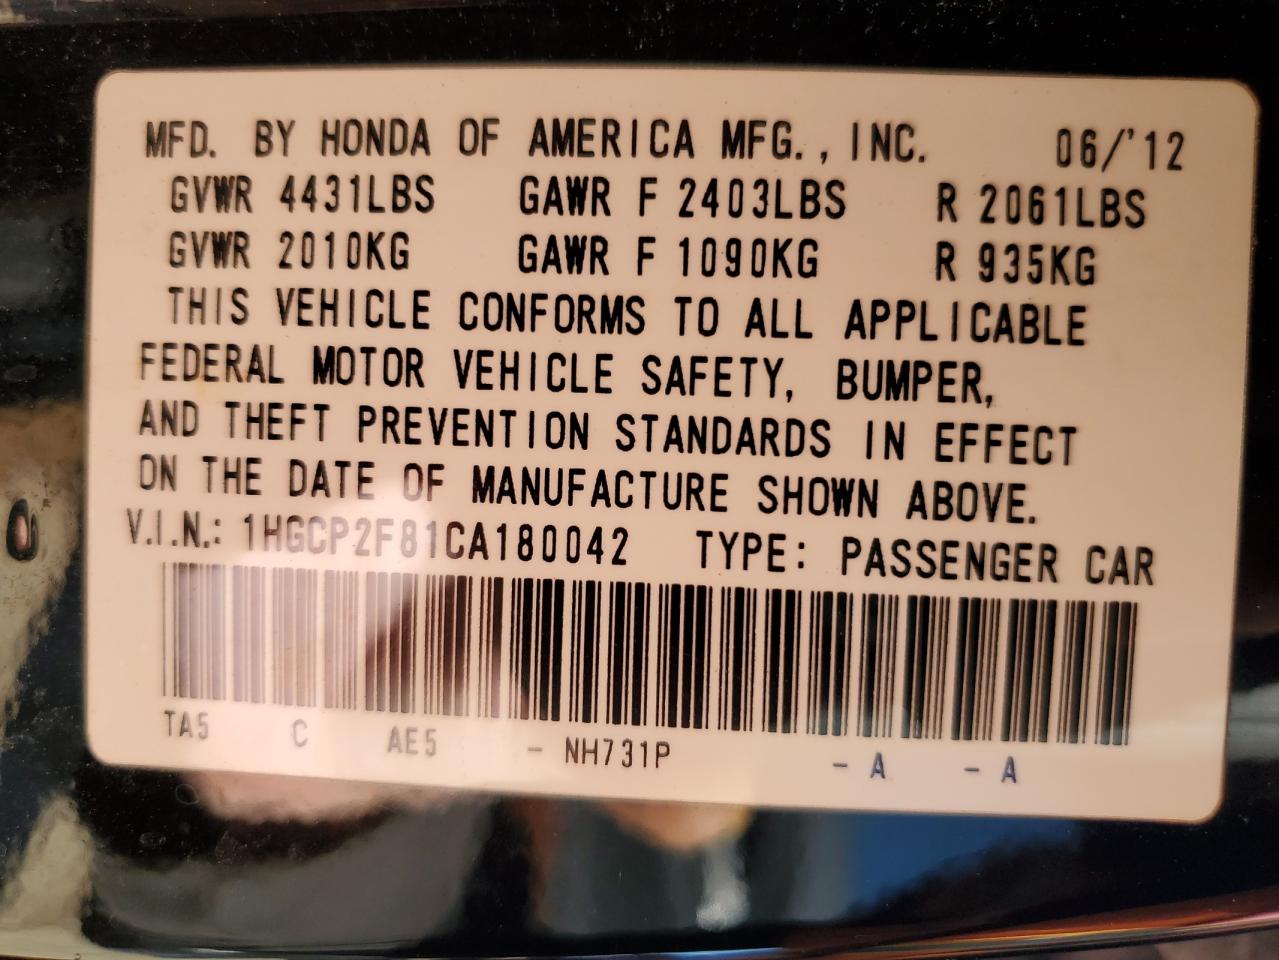 MFD. BY HONDA OF AMERICA MFG., INC. 06/'12
GVWR 4431LBS GAWR F 2403LBS R 2061LBS
GVWR 2010KG GAWR F 1090KG R 935KG
THIS VEHICLE CONFORMS TO ALL APPLICABLE
FEDERAL MOTOR VEHICLE SAFETY, BUMPER,
AND THEFT PREVENTION STANDARDS IN EFFECT
ON THE DATE OF MANUFACTURE SHOWN ABOVE.
V.I.N.: 1HGCP2F81CA180042 TYPE: PASSENGER CAR
TA5 C AE5 - NH731P - A - A